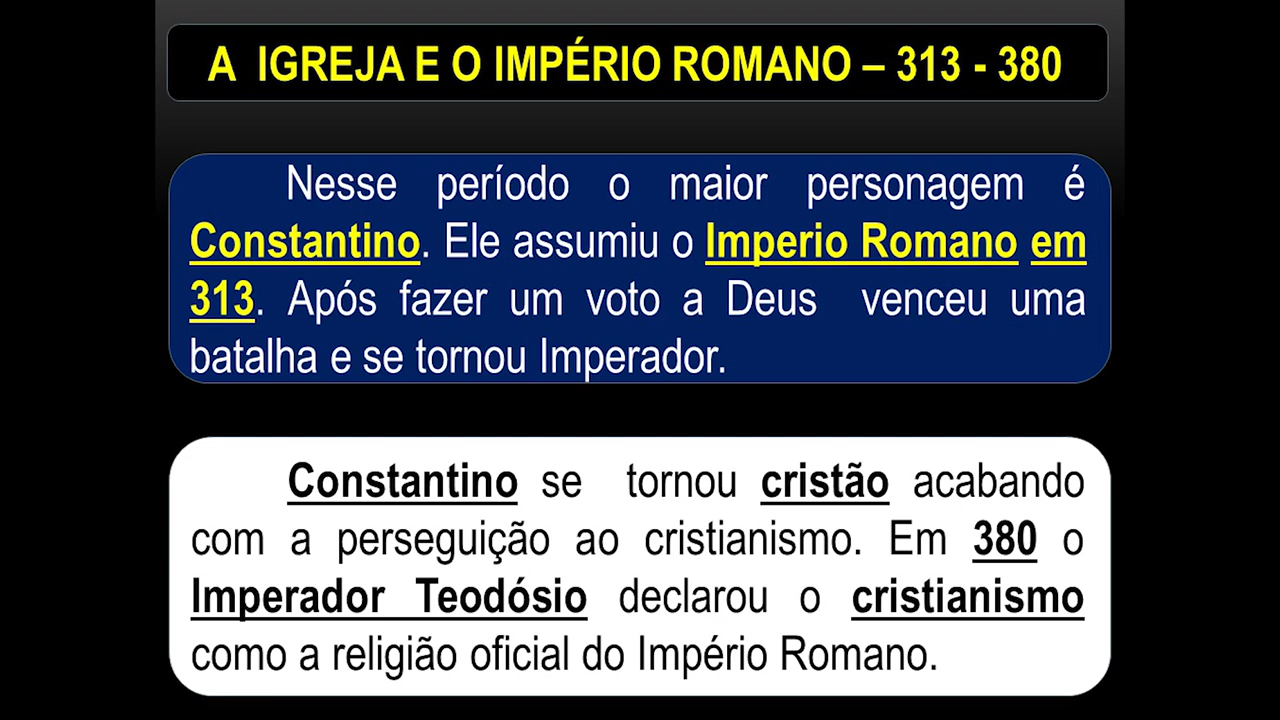 A IGREJA E O IMPÉRIO ROMANO – 313 - 380
Nesse período o maior personagem é
Constantino. Ele assumiu o Imperio Romano em
313. Após fazer um voto a Deus venceu uma
batalha e se tornou Imperador.
Constantino se tornou cristão acabando
com a perseguição ao cristianismo. Em 380 o
Imperador Teodósio declarou o cristianismo
como a religião oficial do Império Romano.